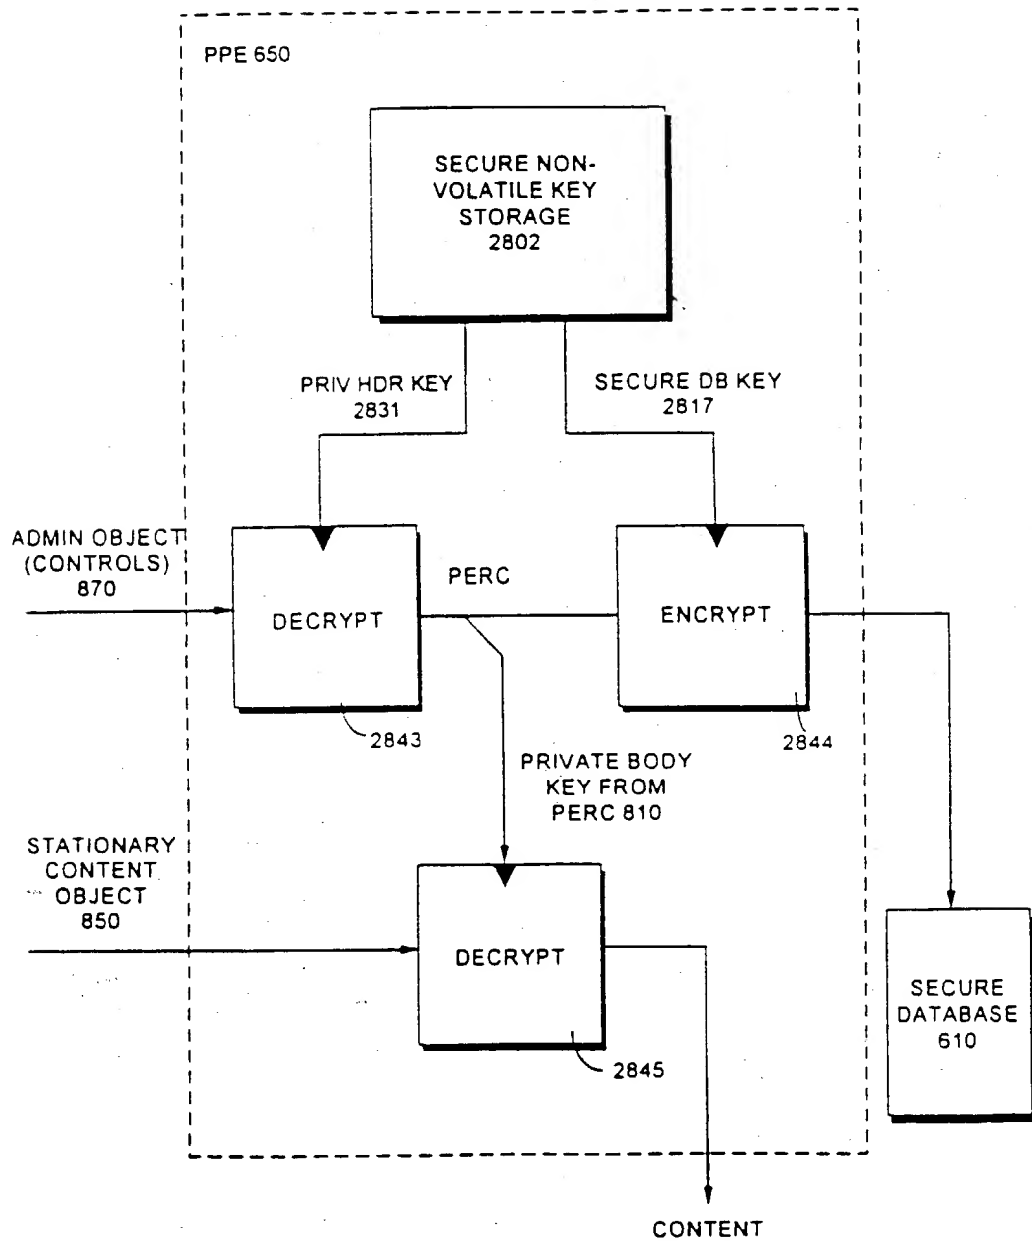 PPE 650
SECURE NON-
VOLATILE KEY
STORAGE
2802
PRIV HDR KEY
2831
SECURE DB KEY
2817
ADMIN OBJECT
(CONTROLS)
870
DECRYPT
PERC
ENCRYPT
2843
2844
PRIVATE BODY
KEY FROM
PERC 810
STATIONARY
CONTENT
OBJECT
850
DECRYPT
2845
SECURE
DATABASE
610
CONTENT